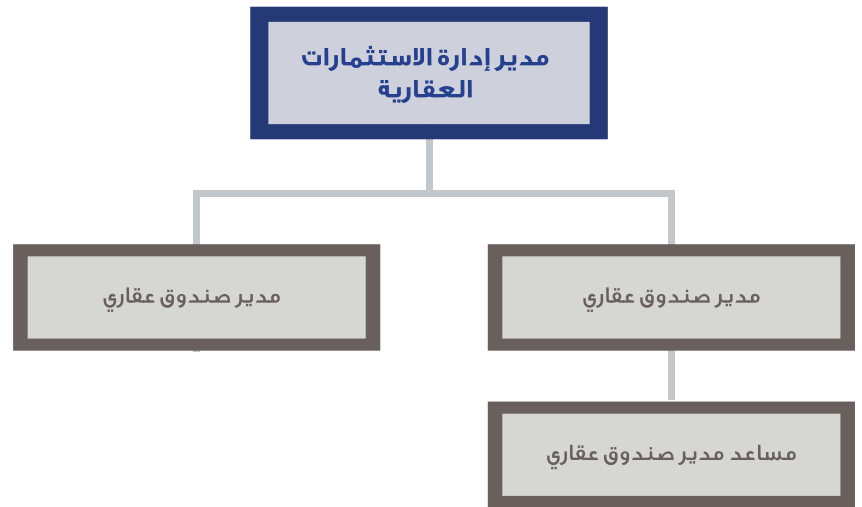 مدير إدارة الاستثمارات
العقارية
مدير صندوق عقاري
مدير صندوق عقاري
مساعد مدير صندوق عقاري